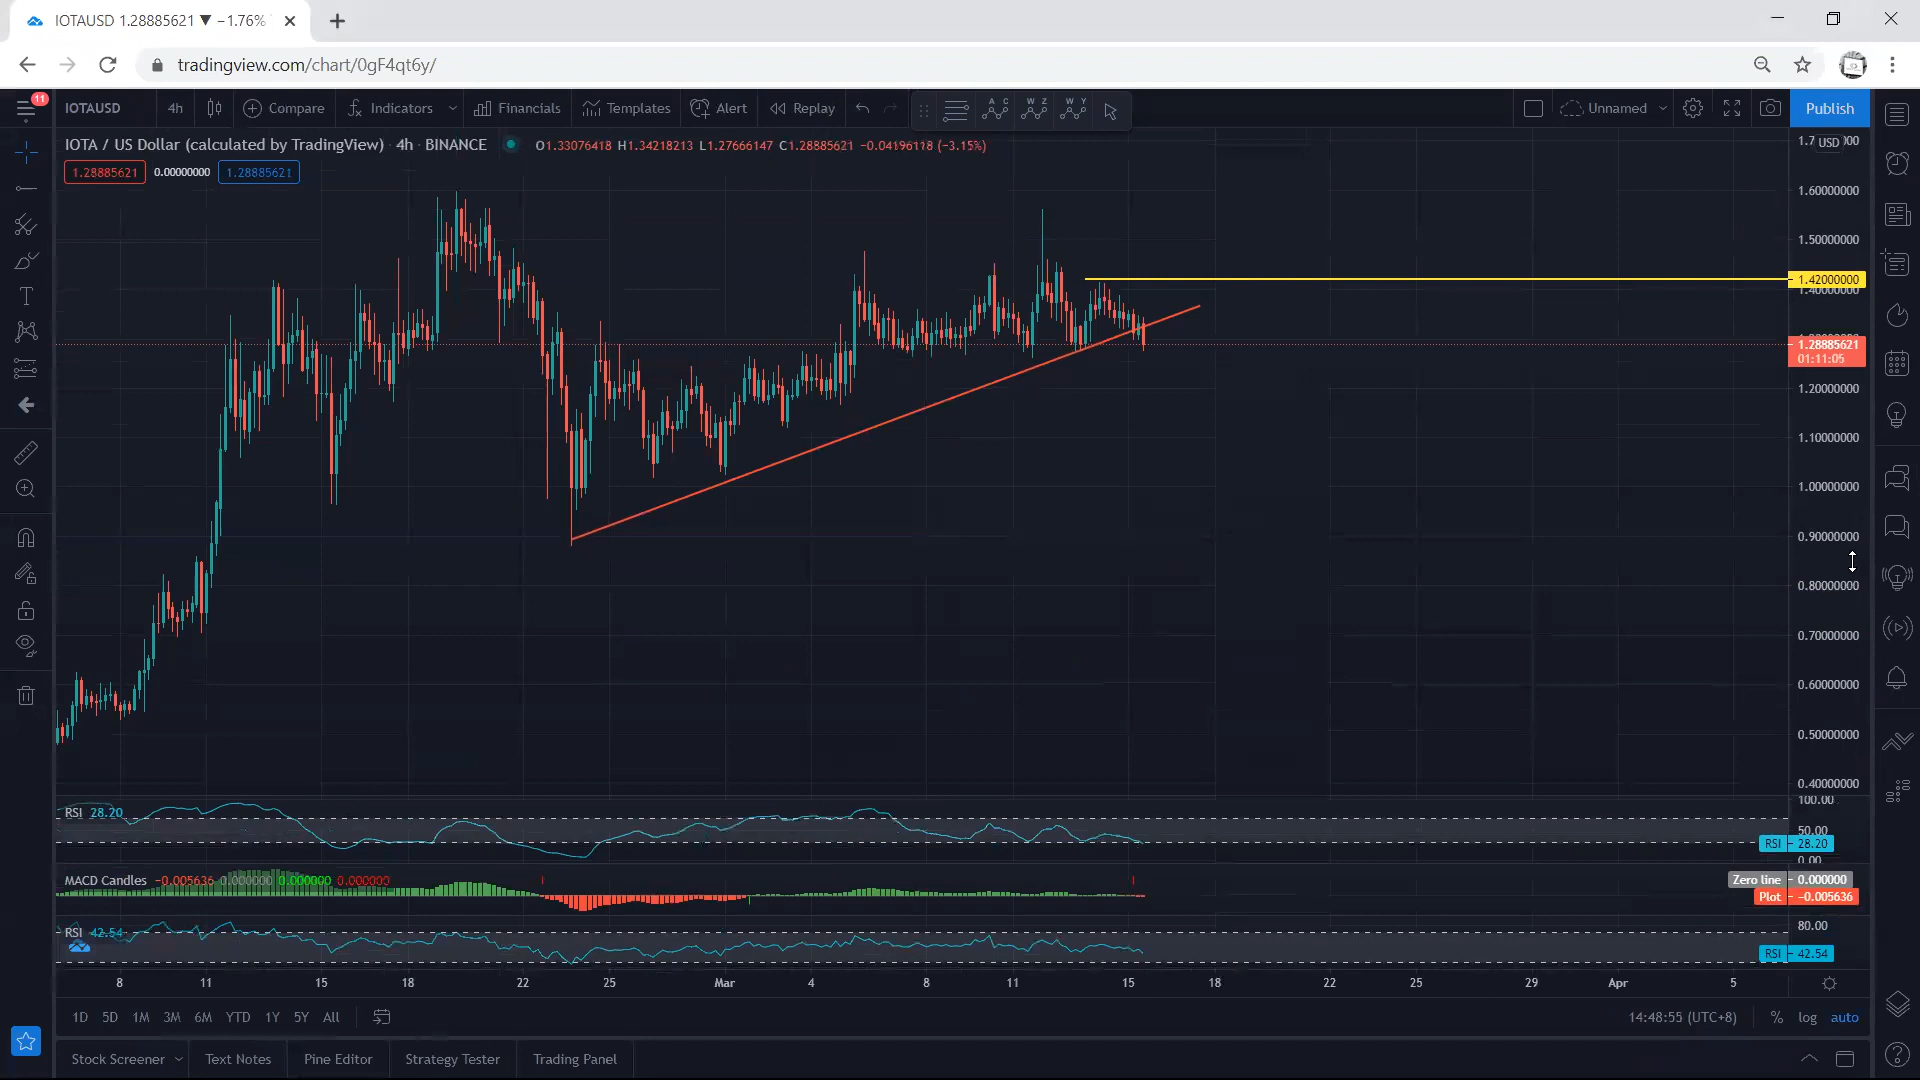 IOTAUSD 1.28885621 ▼ −1.76%
tradingview.com/chart/0gF4qt6y/
11
IOTAUSD 4h Compare Indicators Financials Templates Alert Replay Unnamed Publish
A C W Z W Y
IOTA / US Dollar (calculated by TradingView) 4h · BINANCE O1.33076418 H1.34218213 L1.27666147 C1.28885621 −0.04196118 (−3.15%)
1.28885621 0.00000000 1.28885621
USD
1.60000000
1.50000000
1.42000000
1.40000000
1.28885621
01:11:05
1.20000000
1.10000000
1.00000000
0.90000000
0.80000000
0.70000000
0.60000000
0.50000000
0.40000000
RSI 28.20
100.00
50.00
RSI 28.20
0.00
MACD Candles −0.005636 0.000000 0.000000 0.000000
Zero line 0.000000
Plot −0.005636
RSI 42.54
80.00
RSI 42.54
8 11 15 18 22 25 Mar 4 8 11 15 18 22 25 29 Apr 5
1D 5D 1M 3M 6M YTD 1Y 5Y All 14:48:55 (UTC+8) % log auto
Stock Screener Text Notes Pine Editor Strategy Tester Trading Panel